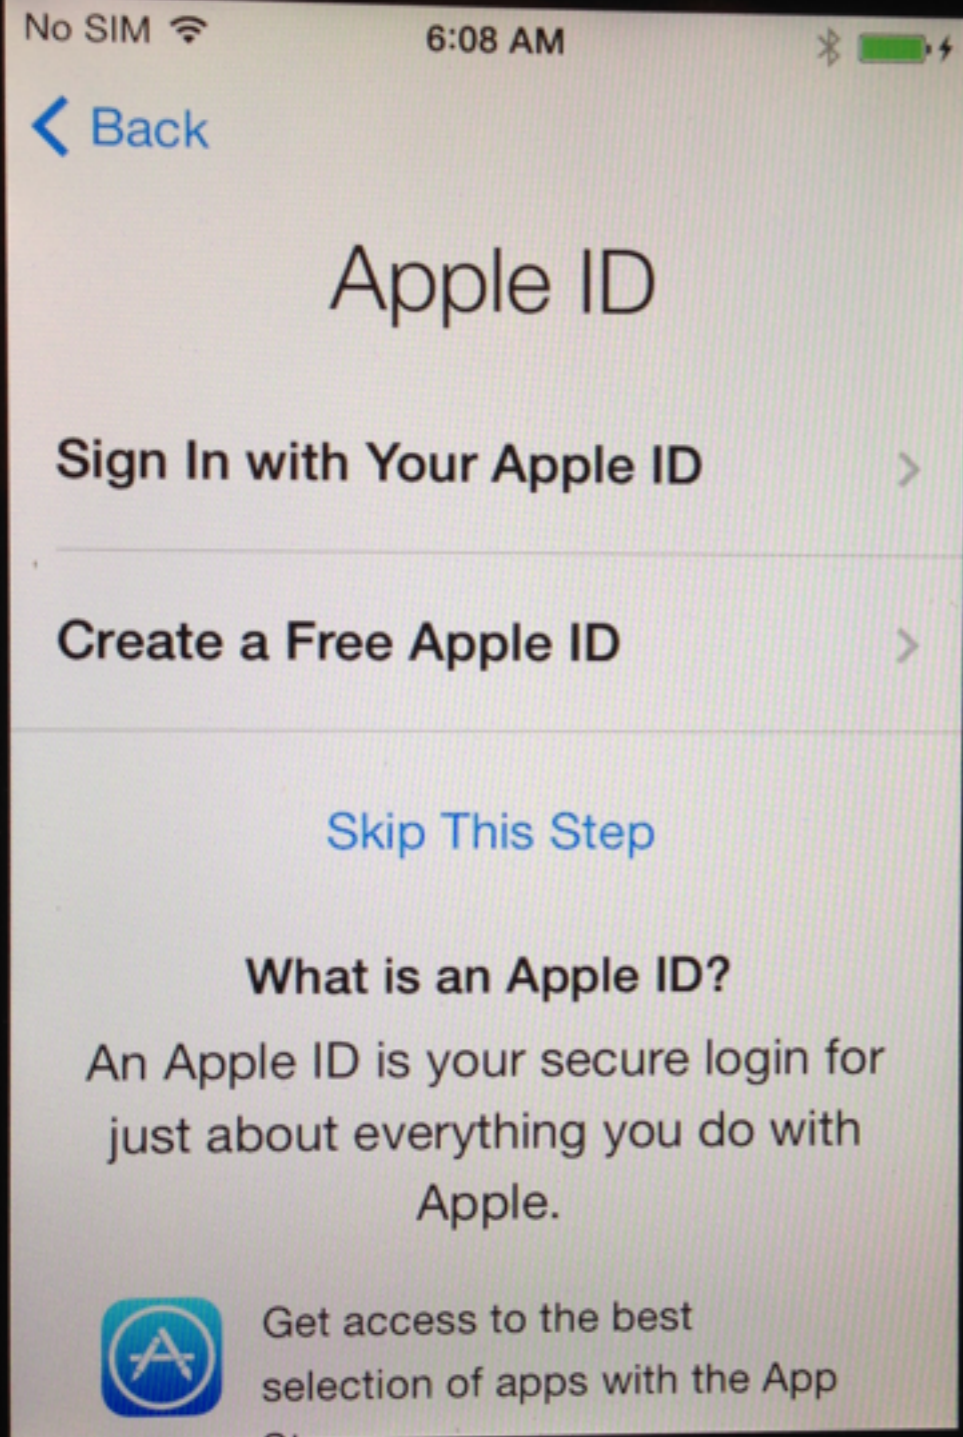 No SIM 6:08 AM
Back
Apple ID
Sign In with Your Apple ID
Create a Free Apple ID
Skip This Step
What is an Apple ID?
An Apple ID is your secure login for
just about everything you do with
Apple.
Get access to the best
selection of apps with the App